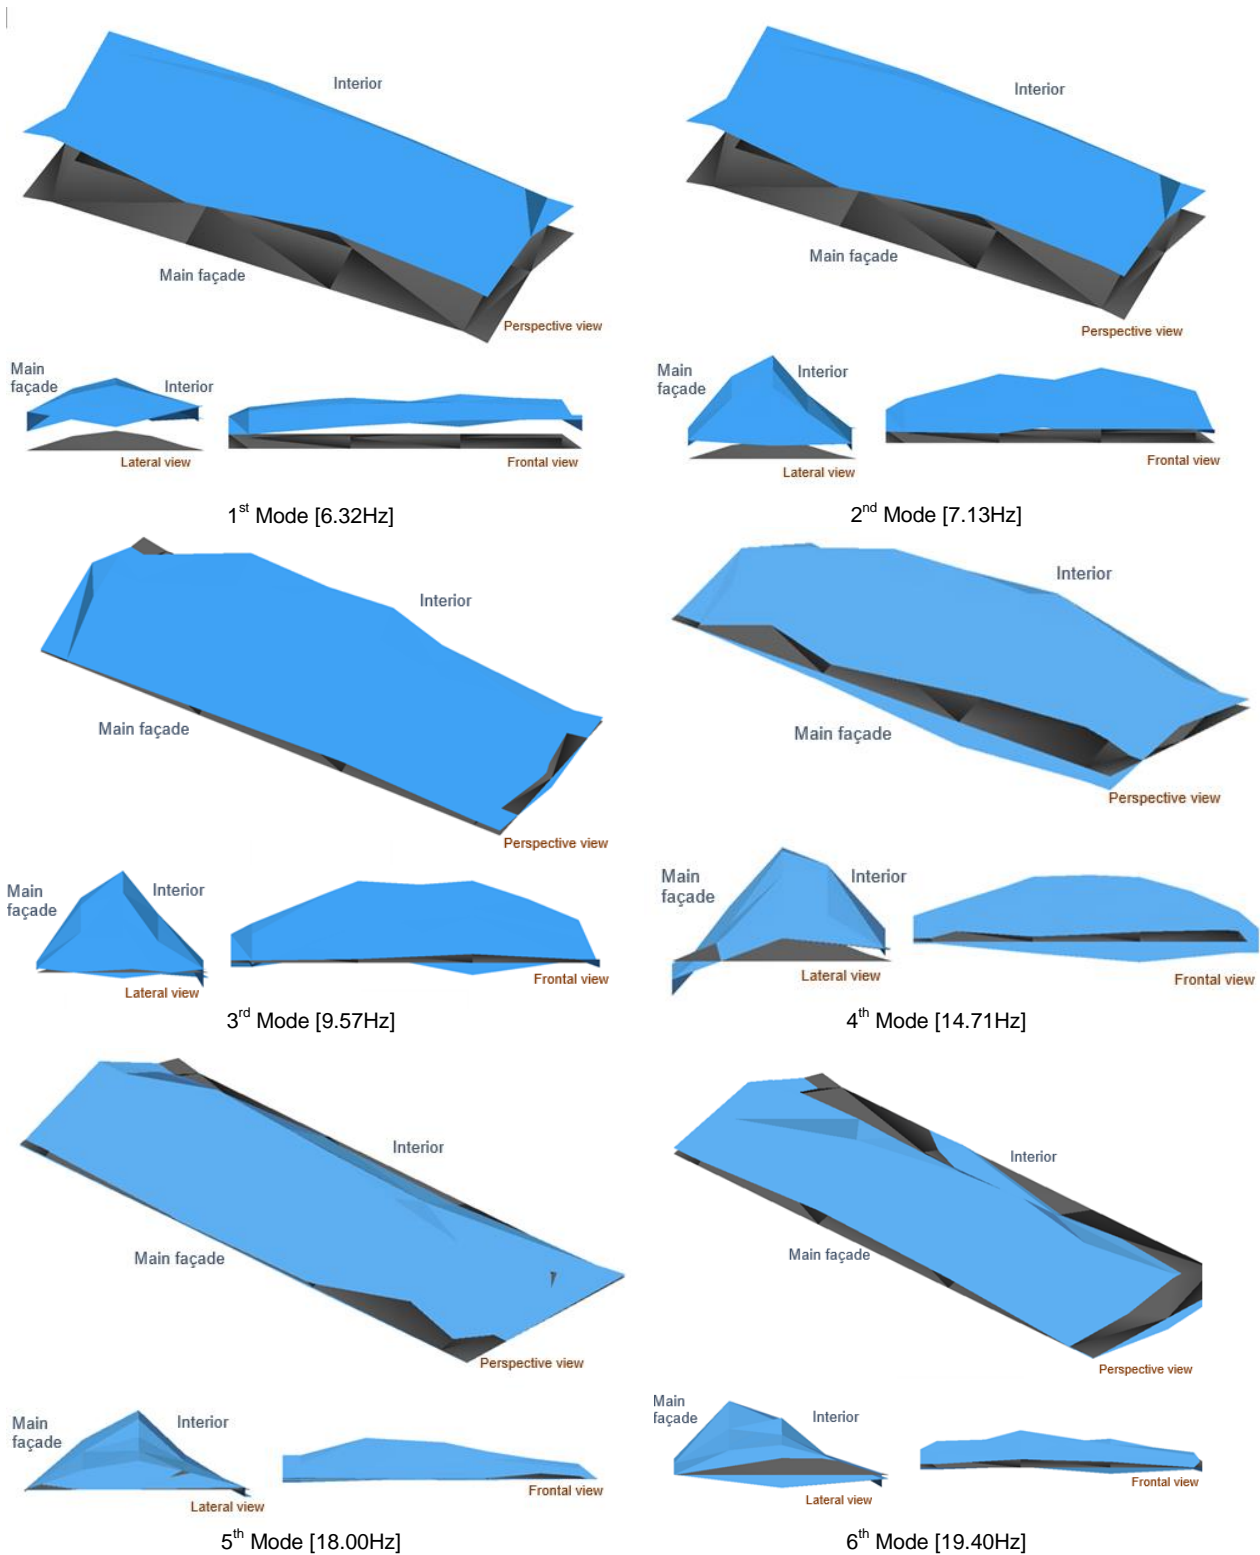 Interior
Main façade
Perspective view
Main
façade
Interior
Lateral view
Frontal view
1st Mode [6.32Hz]
Interior
Main façade
Perspective view
Main
façade
Interior
Lateral view
Frontal view
2nd Mode [7.13Hz]
Interior
Main façade
Perspective view
Main
façade
Interior
Lateral view
Frontal view
3rd Mode [9.57Hz]
Interior
Main façade
Perspective view
Main
façade
Interior
Lateral view
Frontal view
4th Mode [14.71Hz]
Interior
Main façade
Perspective view
Main
façade
Interior
Lateral view
Frontal view
5th Mode [18.00Hz]
Interior
Main façade
Perspective view
Main
façade
Interior
Lateral view
Frontal view
6th Mode [19.40Hz]